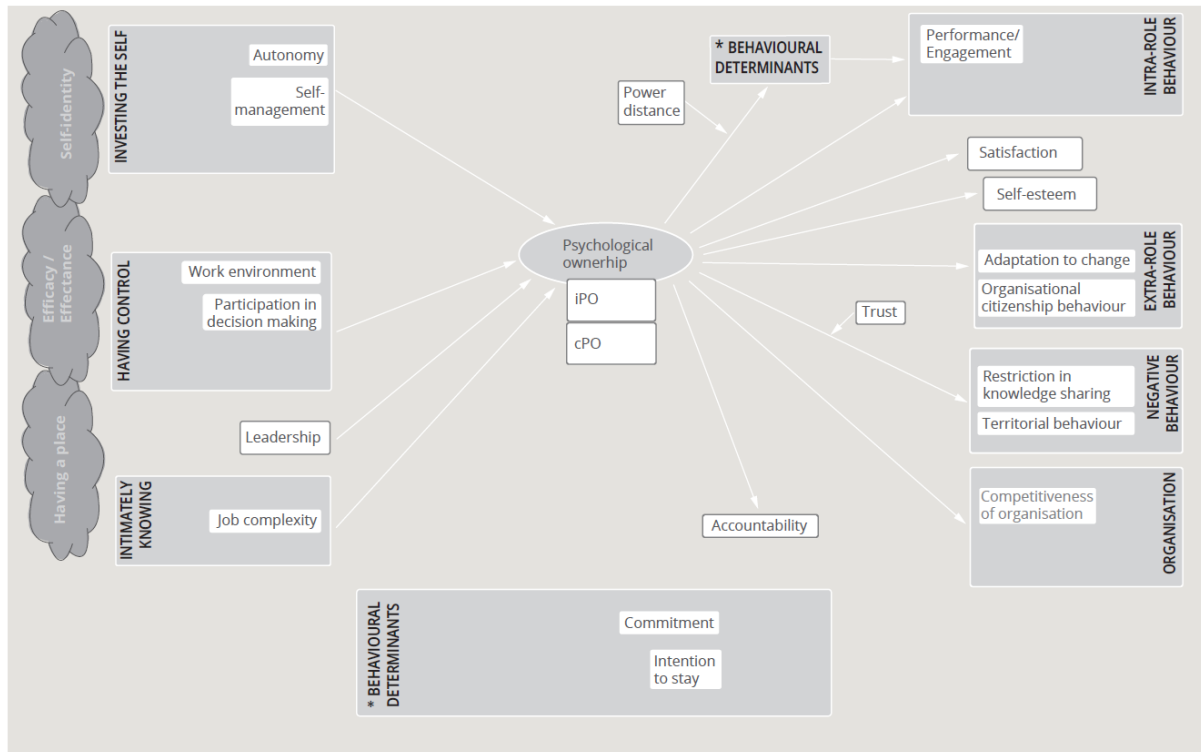 Self-identity
Efficacy /
Effectance
Having a place
INVESTING THE SELF
Autonomy
Self-
management
HAVING CONTROL
Work environment
Participation in
decision making
Leadership
INTIMATELY
KNOWING
Job complexity
Psychological
ownerhip
iPO
cPO
Power
distance
* BEHAVIOURAL
DETERMINANTS
Performance/
Engagement
INTRA-ROLE
BEHAVIOUR
Satisfaction
Self-esteem
Adaptation to change
Organisational
citizenship behaviour
EXTRA-ROLE
BEHAVIOUR
Trust
Restriction in
knowledge sharing
Territorial behaviour
NEGATIVE
BEHAVIOUR
Competitiveness
of organisation
ORGANISATION
Accountability
* BEHAVIOURAL
DETERMINANTS
Commitment
Intention
to stay